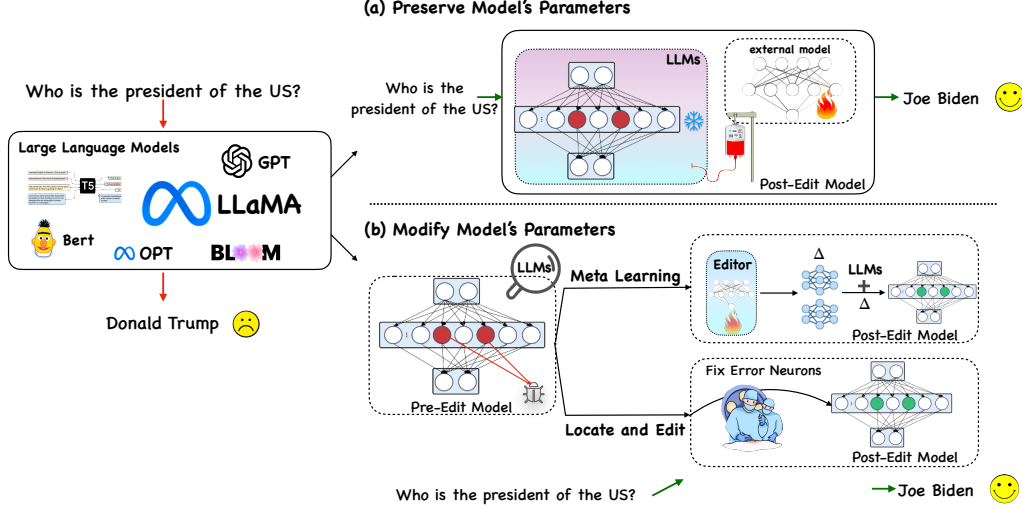 (a) Preserve Model's Parameters
Who is the president of the US?
Large Language Models
T5
GPT
LLaMA
Bert
OPT
BLOOM
Donald Trump
Who is the
president of the US?
LLMs
external model
Post-Edit Model
Joe Biden
(b) Modify Model's Parameters
LLMs
Pre-Edit Model
Meta Learning
Editor
Δ
LLMs
+
Δ
Post-Edit Model
Locate and Edit
Fix Error Neurons
Post-Edit Model
Who is the president of the US?
Joe Biden